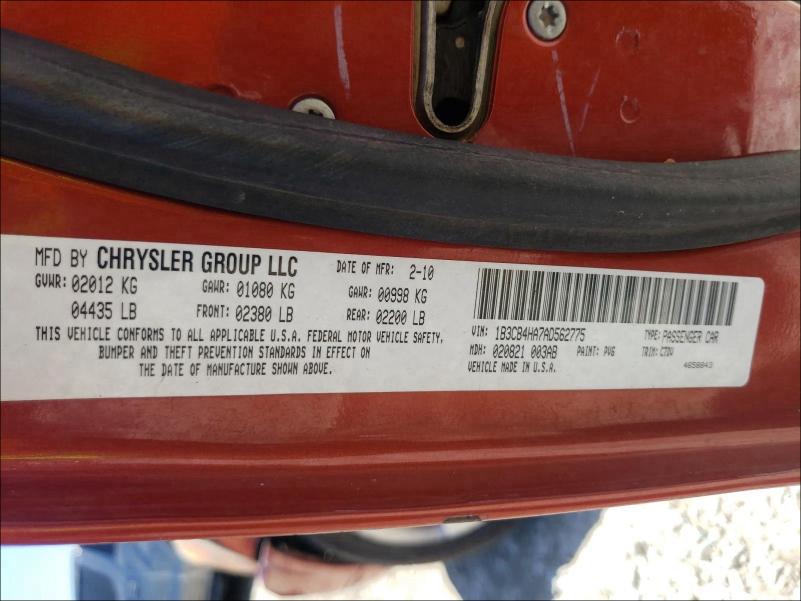 MFD BY CHRYSLER GROUP LLC DATE OF MFR: 2-10
GVWR: 02012 KG GAWR: 01080 KG GAWR: 00998 KG
04435 LB FRONT: 02380 LB REAR: 02200 LB
THIS VEHICLE CONFORMS TO ALL APPLICABLE U.S.A. FEDERAL MOTOR VEHICLE SAFETY,
BUMPER AND THEFT PREVENTION STANDARDS IN EFFECT ON
THE DATE OF MANUFACTURE SHOWN ABOVE.
VIN: 1B3CB4HA7AD562775 TYPE: PASSENGER CAR
MDH: 020821 003AB PAINT: PVG TRIM: C7DV
VEHICLE MADE IN U.S.A. 4658843